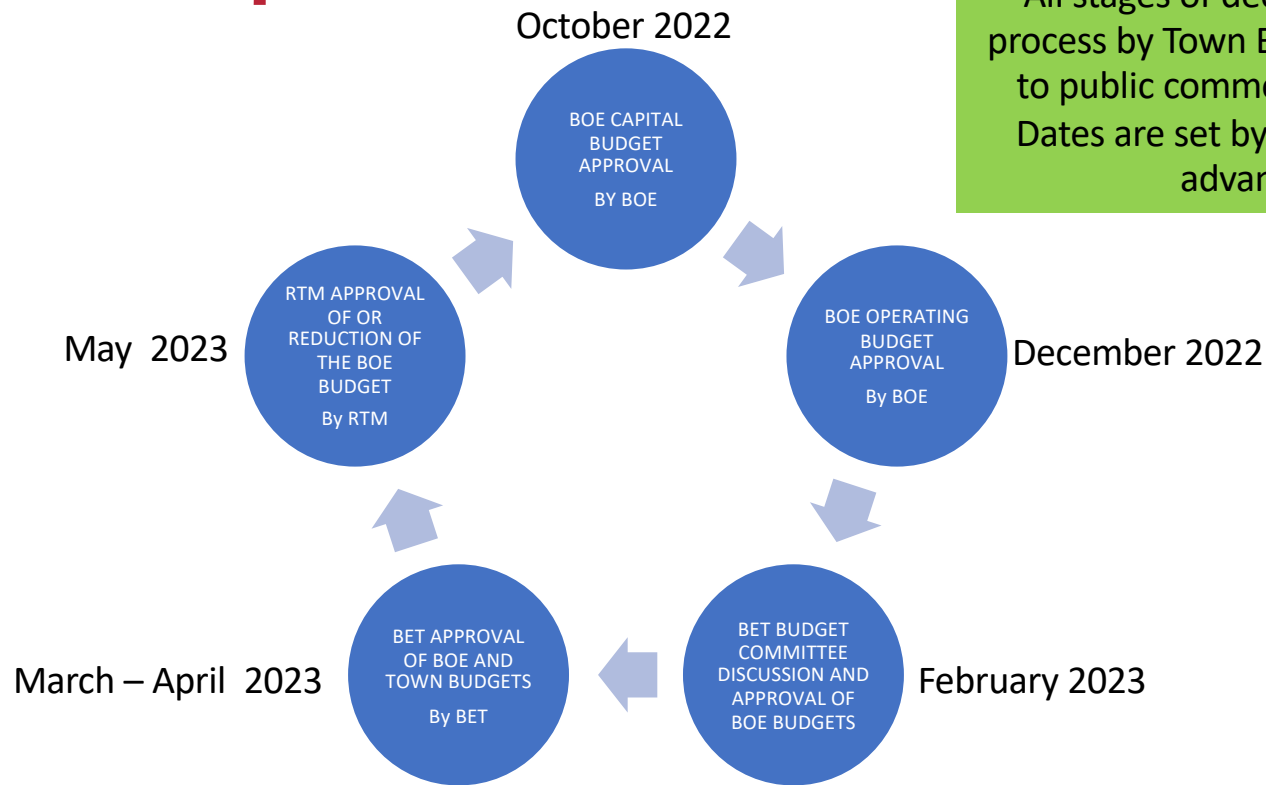 October 2022
All stages of
process by Town
to public
Dates are set by
BOE CAPITAL
BUDGET
APPROVAL
BY BOE
RTM APPROVAL
OF OR
REDUCTION OF
THE BOE
BUDGET
By RTM
May 2023
BOE OPERATING
BUDGET
APPROVAL
By BOE
December 2022
BET APPROVAL
OF BOE AND
TOWN BUDGETS
By BET
March – April 2023
BET BUDGET
COMMITTEE
DISCUSSION AND
APPROVAL OF
BOE BUDGETS
February 2023